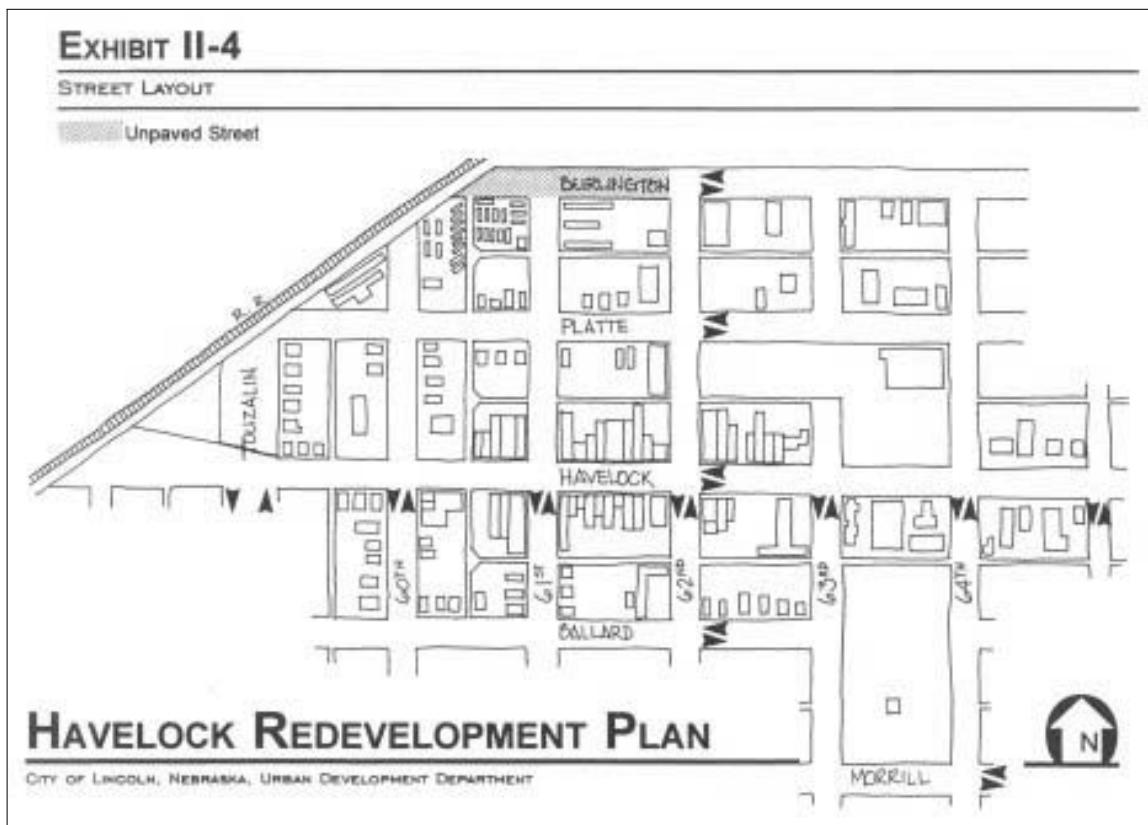 EXHIBIT II-4
STREET LAYOUT
Unpaved Street
BURLINGTON
R. R.
PLATTE
TOUZALIN
HAVELOCK
60TH
61ST
62ND
63RD
64TH
BALLARD
HAVELOCK REDEVELOPMENT PLAN
CITY OF LINCOLN, NEBRASKA, URBAN DEVELOPMENT DEPARTMENT
MORRILL
N